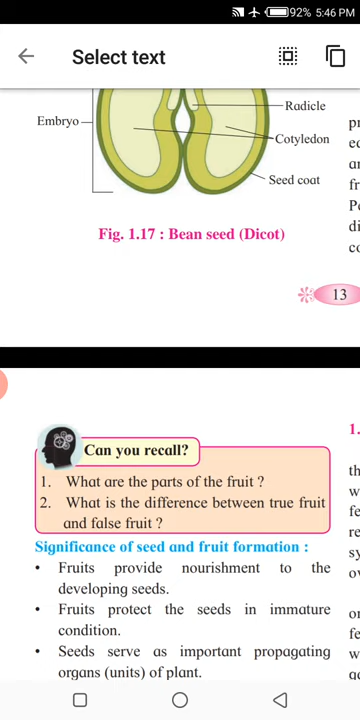 92% 5:46 PM
Select text
Radicle
Embryo
Cotyledon
Seed coat
Fig. 1.17 : Bean seed (Dicot)
13
Can you recall?
1. What are the parts of the fruit ?
2. What is the difference between true fruit
and false fruit ?
Significance of seed and fruit formation :
• Fruits provide nourishment to the
developing seeds.
• Fruits protect the seeds in immature
condition.
• Seeds serve as important propagating
organs (units) of plant.
1.